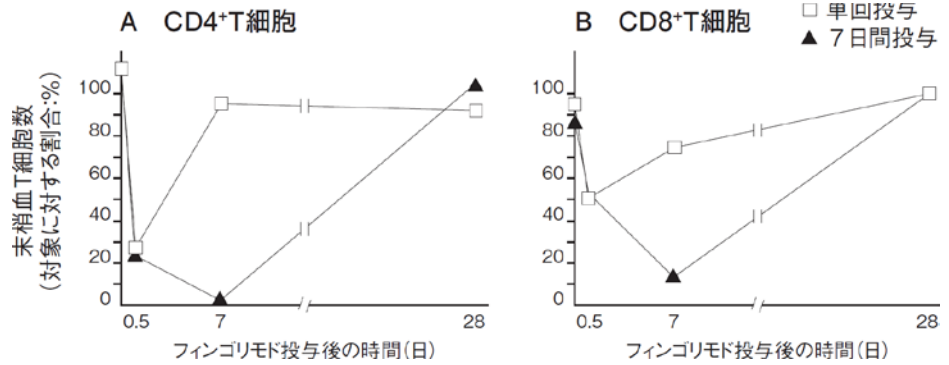 A CD4⁺T細胞
B CD8⁺T細胞
□ 単回投与
▲ 7日間投与
末梢血T細胞数
(対象に対する割合:%)
100
80
60
40
20
0
0.5
7
28
フィンゴリモド投与後の時間(日)
100
80
60
40
20
0
0.5
7
28
フィンゴリモド投与後の時間(日)